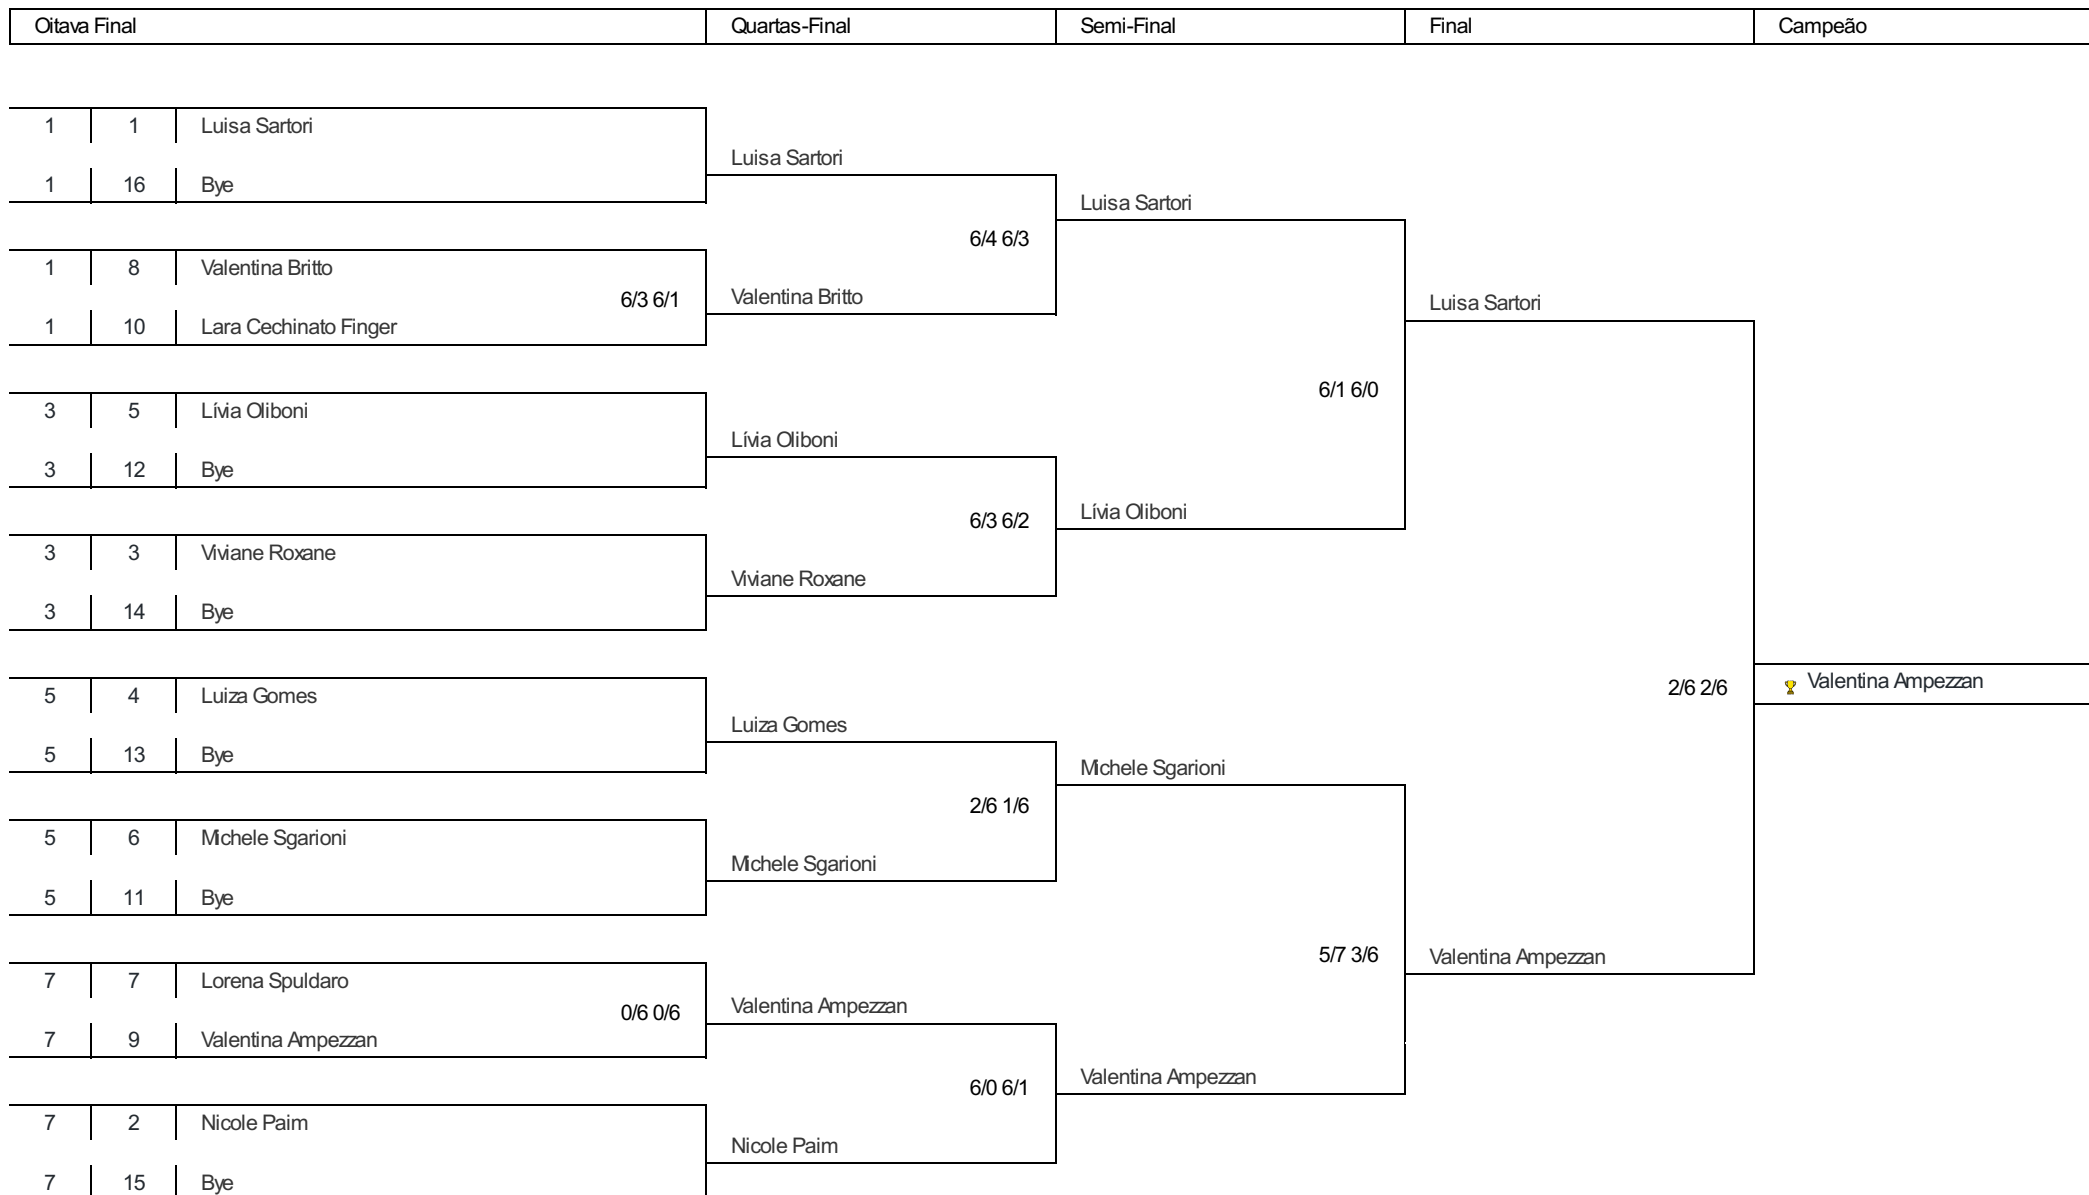 Oitava Final Quartas-Final Semi-Final Final Campeão
1 1 Luisa Sartori
Luisa Sartori
1 16 Bye
Luisa Sartori
6/4 6/3
1 8 Valentina Britto
6/3 6/1
Valentina Britto
Luisa Sartori
1 10 Lara Cechinato Finger
6/1 6/0
3 5 Lívia Oliboni
Lívia Oliboni
3 12 Bye
Lívia Oliboni
6/3 6/2
3 3 Viviane Roxane
Viviane Roxane
3 14 Bye
2/6 2/6
Valentina Ampezzan
5 4 Luiza Gomes
Luiza Gomes
5 13 Bye
Michele Sgarioni
2/6 1/6
5 6 Michele Sgarioni
Michele Sgarioni
5 11 Bye
5/7 3/6
Valentina Ampezzan
7 7 Lorena Spuldaro
0/6 0/6
Valentina Ampezzan
7 9 Valentina Ampezzan
Valentina Ampezzan
6/0 6/1
7 2 Nicole Paim
Nicole Paim
7 15 Bye